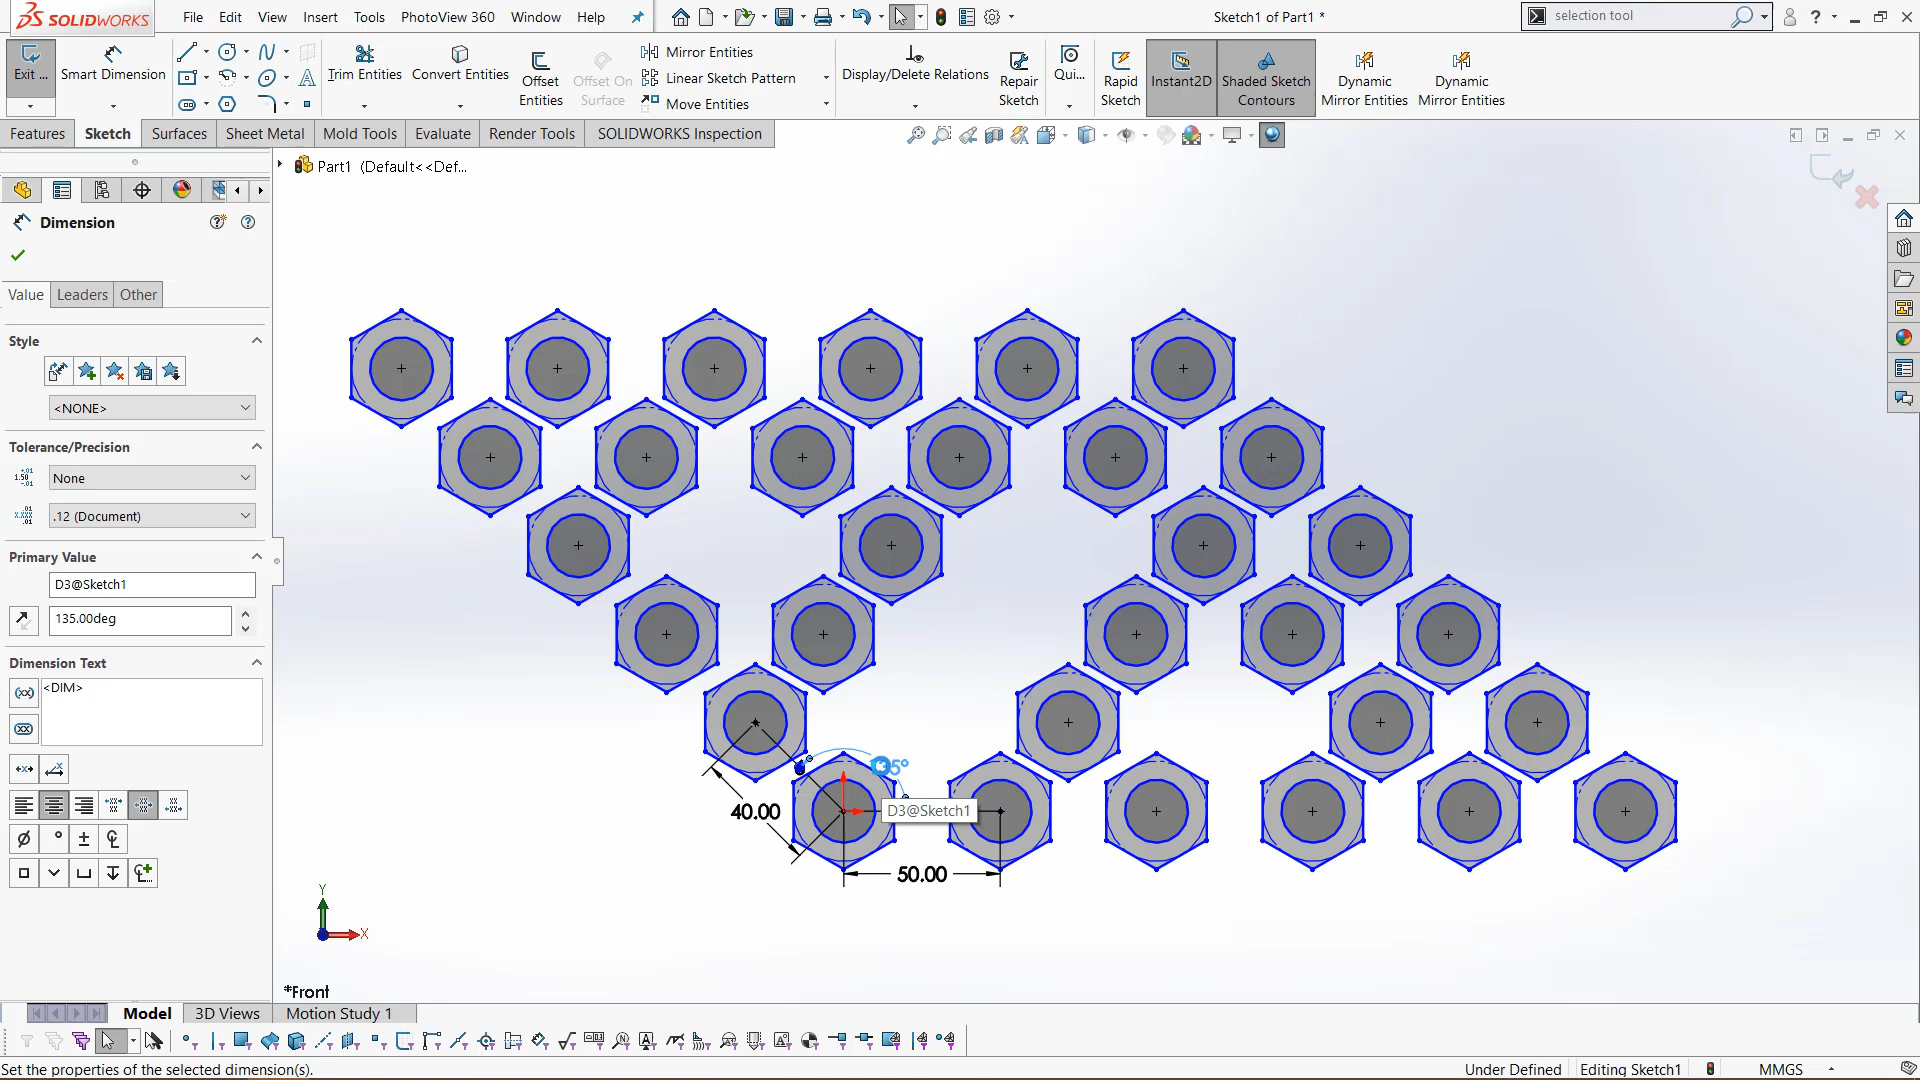 SOLIDWORKS
File Edit View Insert Tools PhotoView 360 Window Help
Sketch1 of Part1 *
selection tool
Exit ...
Smart Dimension
Trim Entities
Convert Entities
Offset Entities
Offset On Surface
Mirror Entities
Linear Sketch Pattern
Move Entities
Display/Delete Relations
Repair Sketch
Qui...
Rapid Sketch
Instant2D
Shaded Sketch Contours
Dynamic Mirror Entities
Dynamic Mirror Entities
Features Sketch Surfaces Sheet Metal Mold Tools Evaluate Render Tools SOLIDWORKS Inspection
Part1 (Default<<Def...
Dimension
Value Leaders Other
Style
<NONE>
Tolerance/Precision
None
.12 (Document)
Primary Value
D3@Sketch1
135.00deg
Dimension Text
<DIM>
40.00
5°
D3@Sketch1
50.00
Y
X
*Front
Model 3D Views Motion Study 1
Set the properties of the selected dimension(s).
Under Defined Editing Sketch1 MMGS